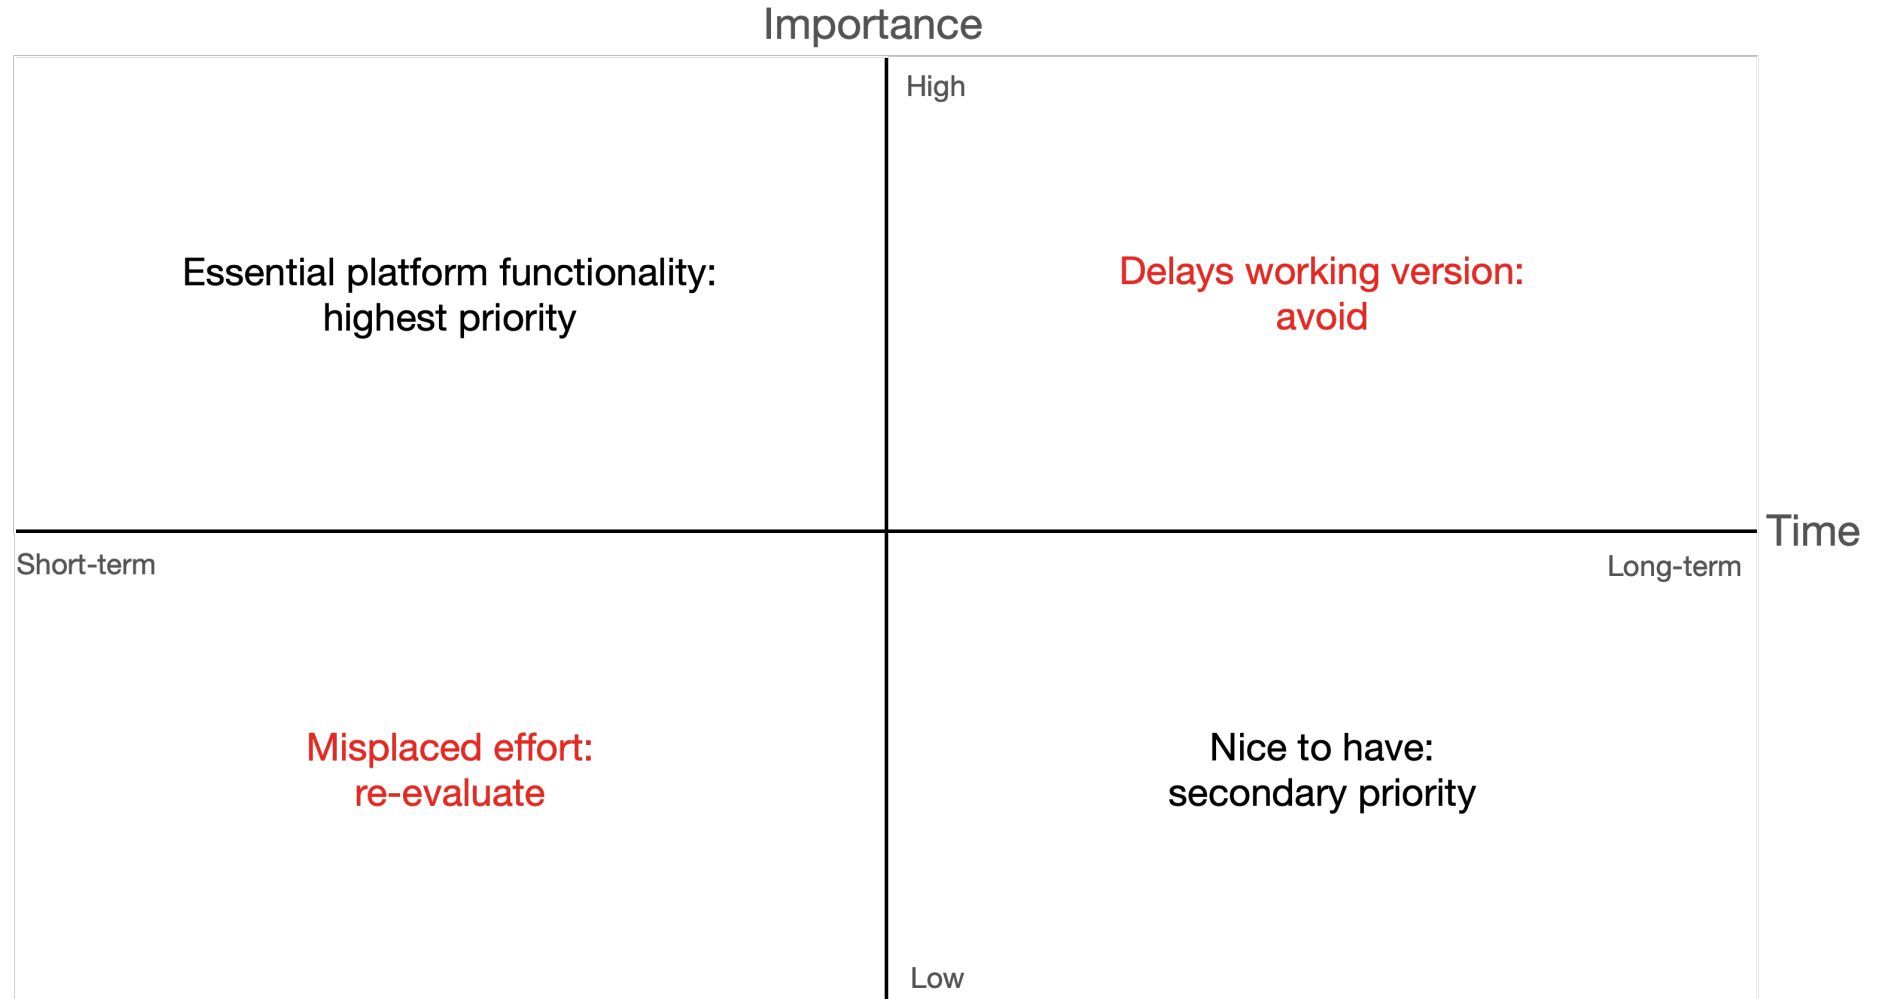 Importance
High
Essential platform functionality:
highest priority
Delays working version:
avoid
Time
Short-term
Long-term
Misplaced effort:
re-evaluate
Nice to have:
secondary priority
Low